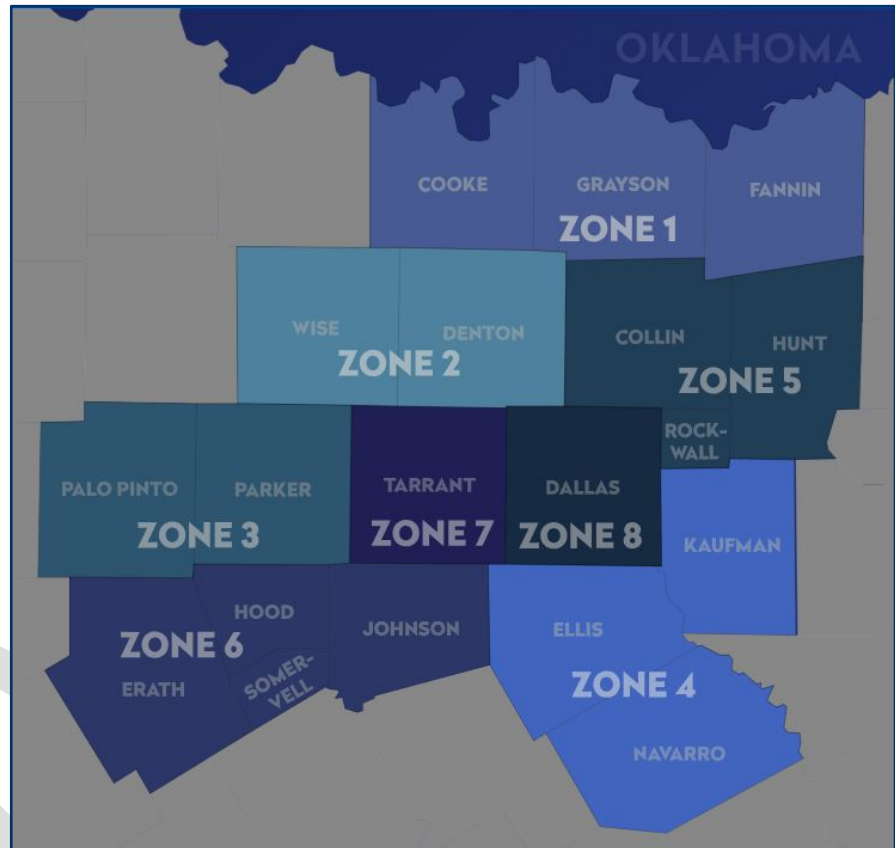 OKLAHOMA
COOKE
GRAYSON
FANNIN
ZONE 1
WISE
DENTON
ZONE 2
COLLIN
HUNT
ZONE 5
ROCK-
WALL
PALO PINTO
PARKER
ZONE 3
TARRANT
ZONE 7
DALLAS
ZONE 8
KAUFMAN
HOOD
ZONE 6
ERATH
SOMER-
VELL
JOHNSON
ELLIS
ZONE 4
NAVARRO